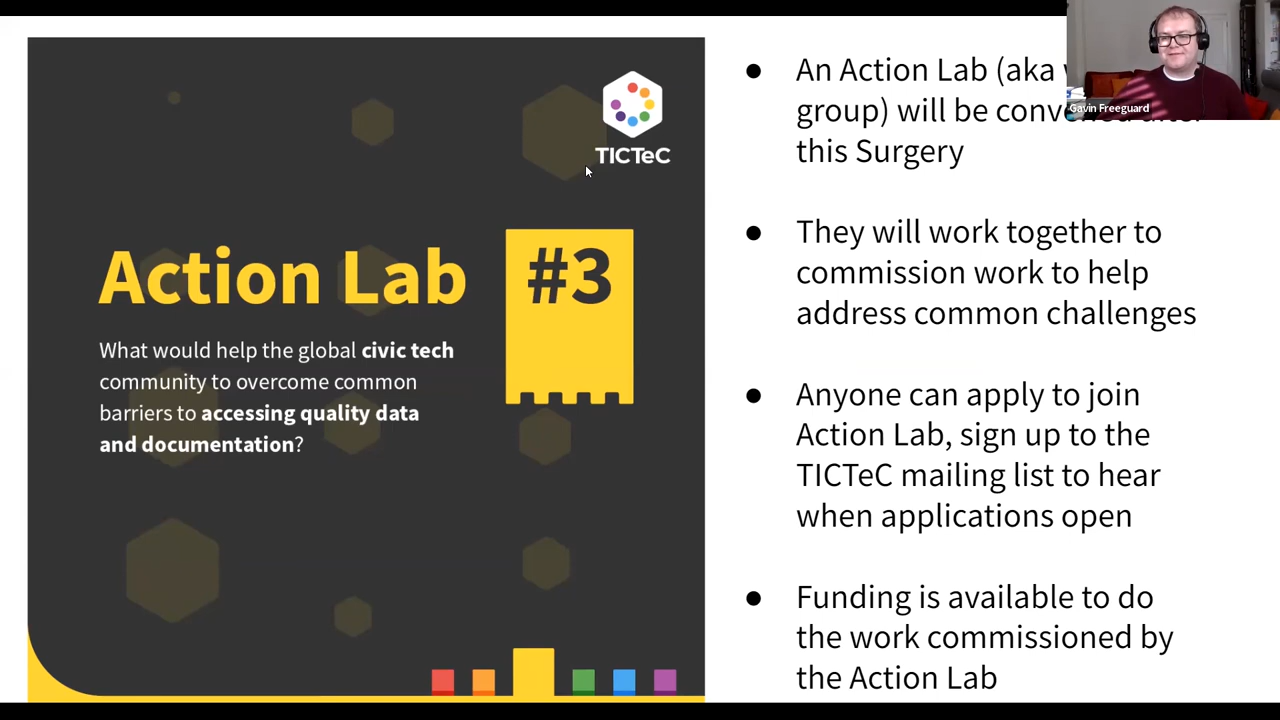 TICTeC
Action Lab
#3
What would help the global civic tech
community to overcome common
barriers to accessing quality data
and documentation?
● An Action Lab (aka
group) will be
this Surgery
● They will work together to
commission work to help
address common challenges
● Anyone can apply to join
Action Lab, sign up to the
TICTeC mailing list to hear
when applications open
● Funding is available to do
the work commissioned by
the Action Lab
Gavin Freeguard